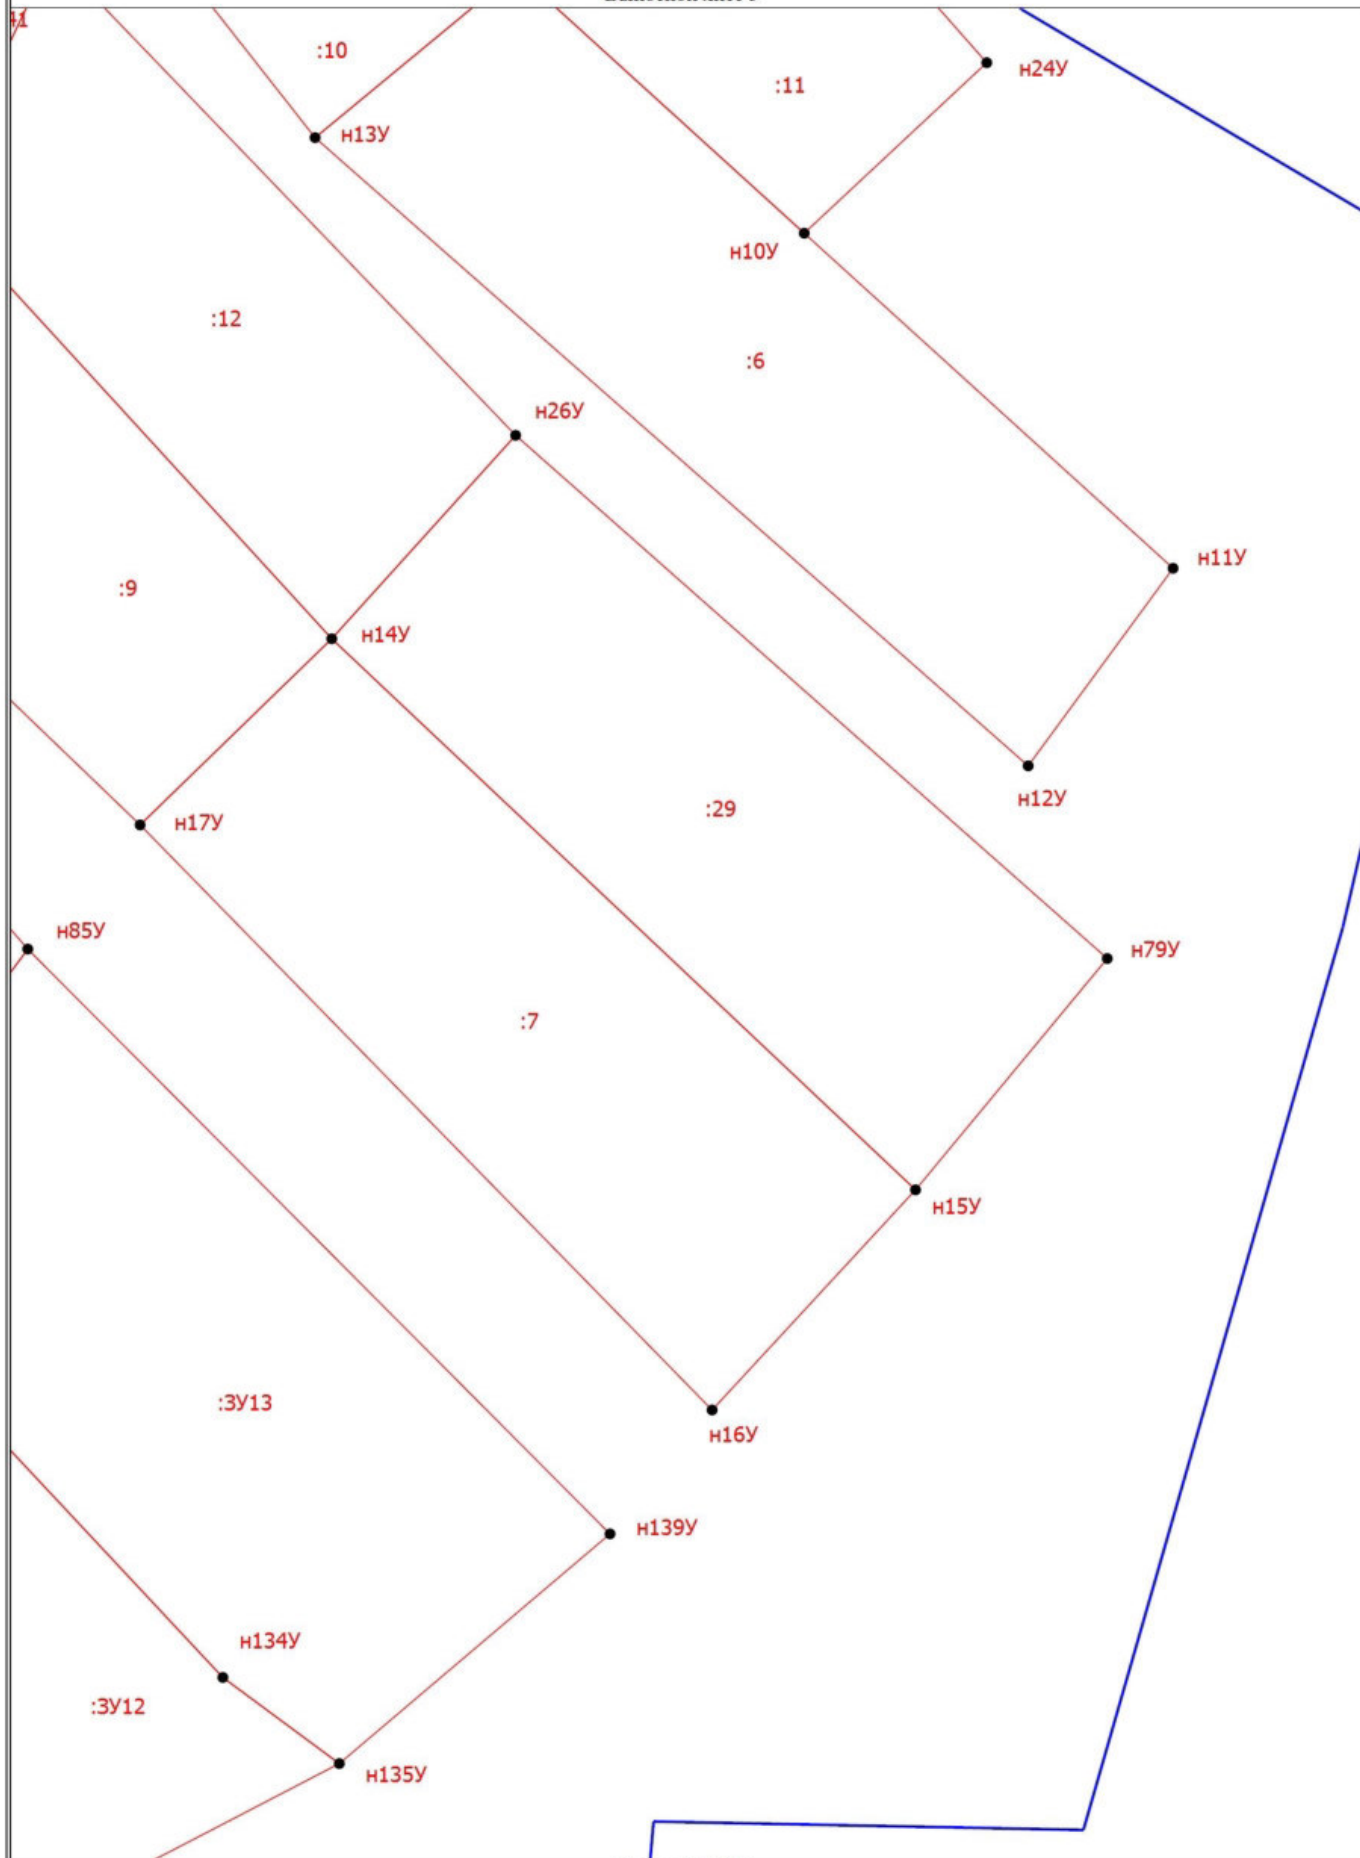 :10
:11
н24У
н13У
н10У
:12
:6
н26У
н11У
:9
н14У
н12У
:29
н17У
н85У
н79У
:7
н15У
:ЗУ13
н16У
н139У
н134У
:ЗУ12
н135У